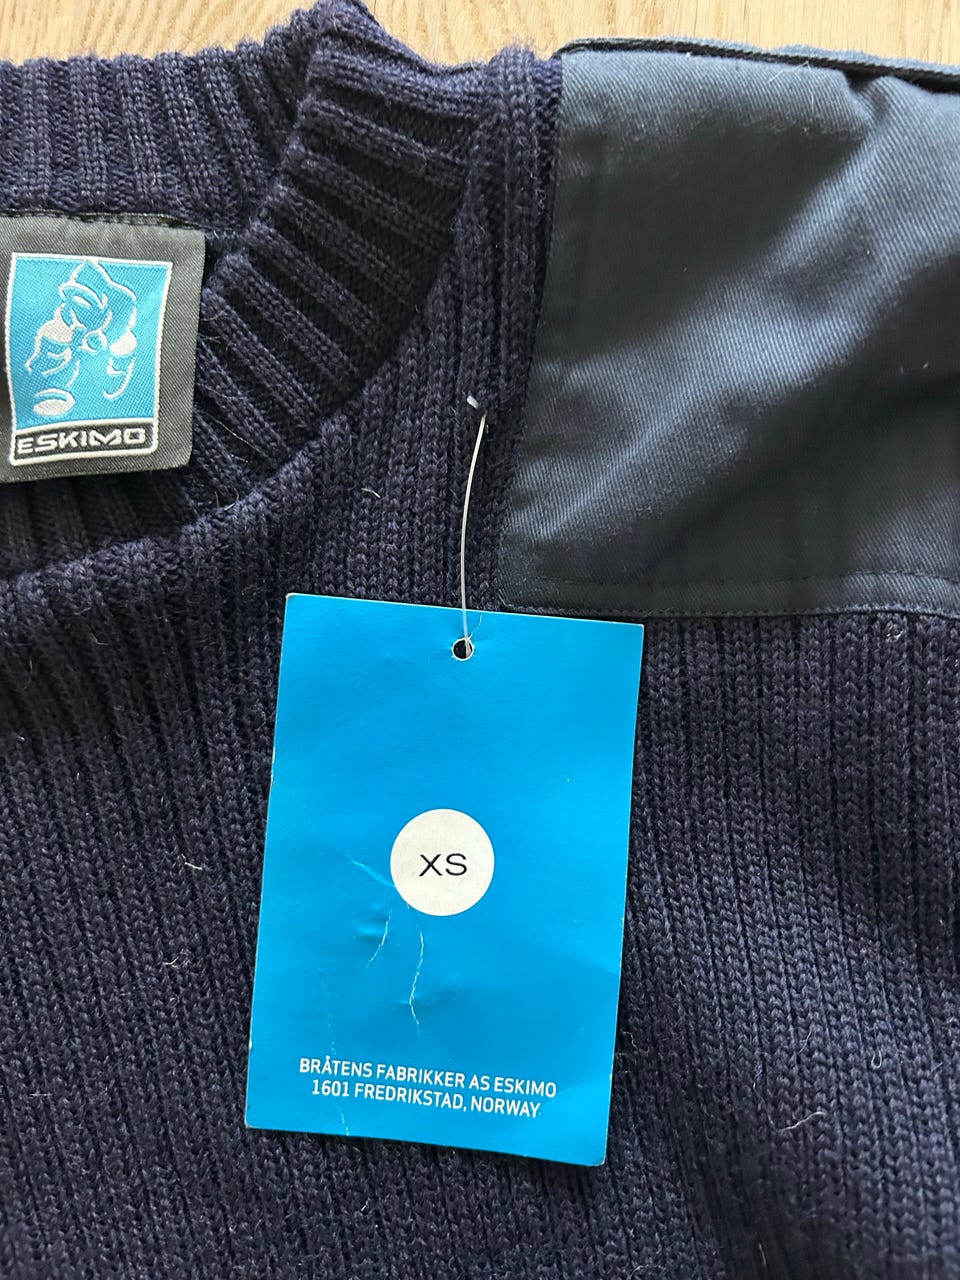 ESKIMO
XS
BRÅTENS FABRIKKER AS ESKIMO
1601 FREDRIKSTAD, NORWAY